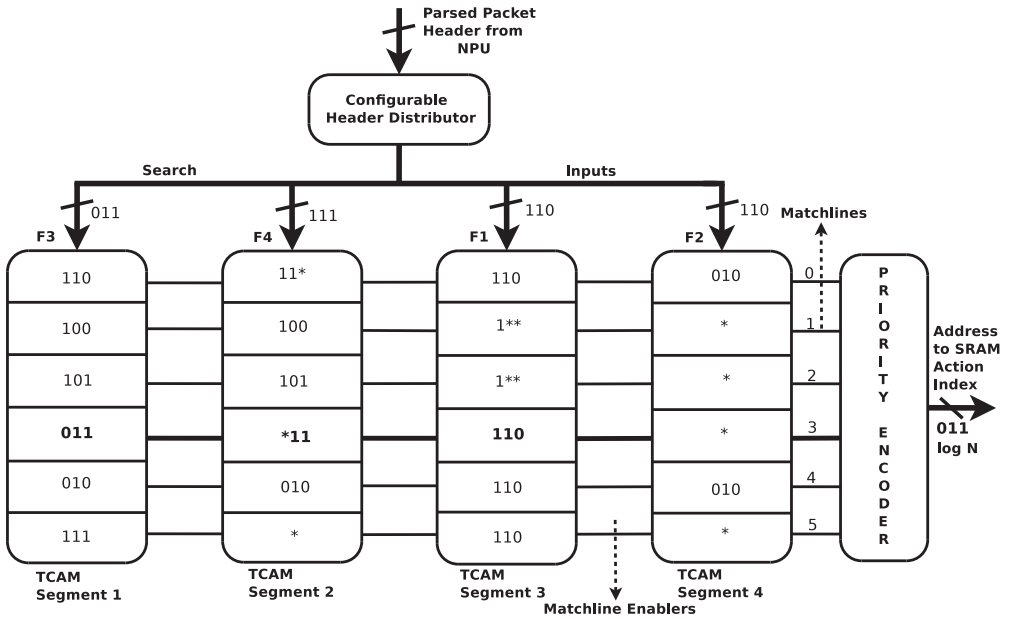 Parsed Packet
Header from
NPU
Configurable
Header Distributor
Search
Inputs
011
111
110
110
Matchlines
F3
F4
F1
F2
110
11*
110
010
0
100
100
1**
*
1
101
101
1**
*
2
011
*11
110
*
3
010
010
110
010
4
111
*
110
*
5
PRIORITY ENCODER
Address
to SRAM
Action
Index
011
log N
TCAM
Segment 1
TCAM
Segment 2
TCAM
Segment 3
TCAM
Segment 4
Matchline Enablers